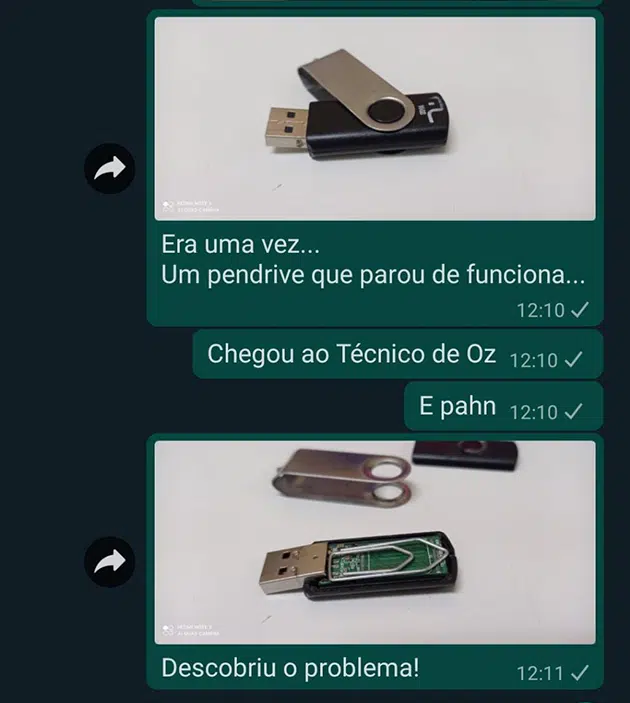 Era uma vez...
Um pendrive que parou de funciona...
12:10
Chegou ao Técnico de Oz 12:10
E pahn 12:10
Descobriu o problema! 12:11